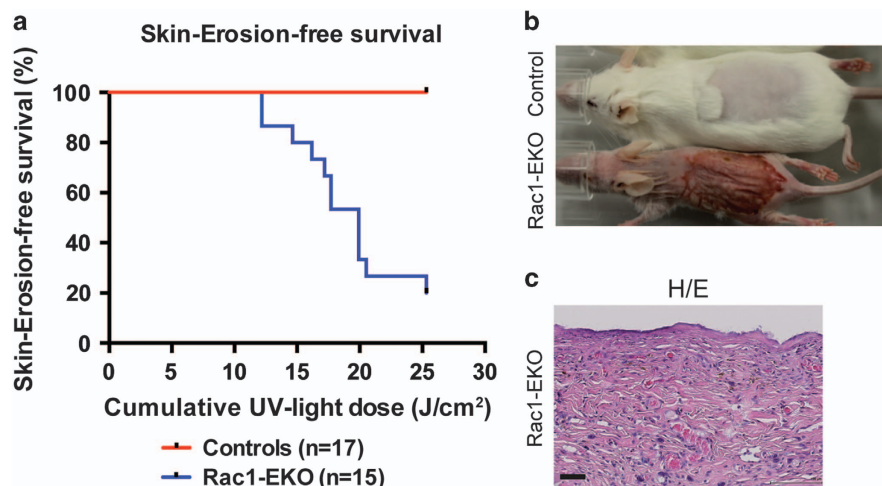 a
Skin-Erosion-free survival
Skin-Erosion-free survival (%)
100
80
60
40
20
0
0 5 10 15 20 25 30
Cumulative UV-light dose (J/cm²)
Controls (n=17)
Rac1-EKO (n=15)
b
Control
Rac1-EKO
c
H/E
Rac1-EKO